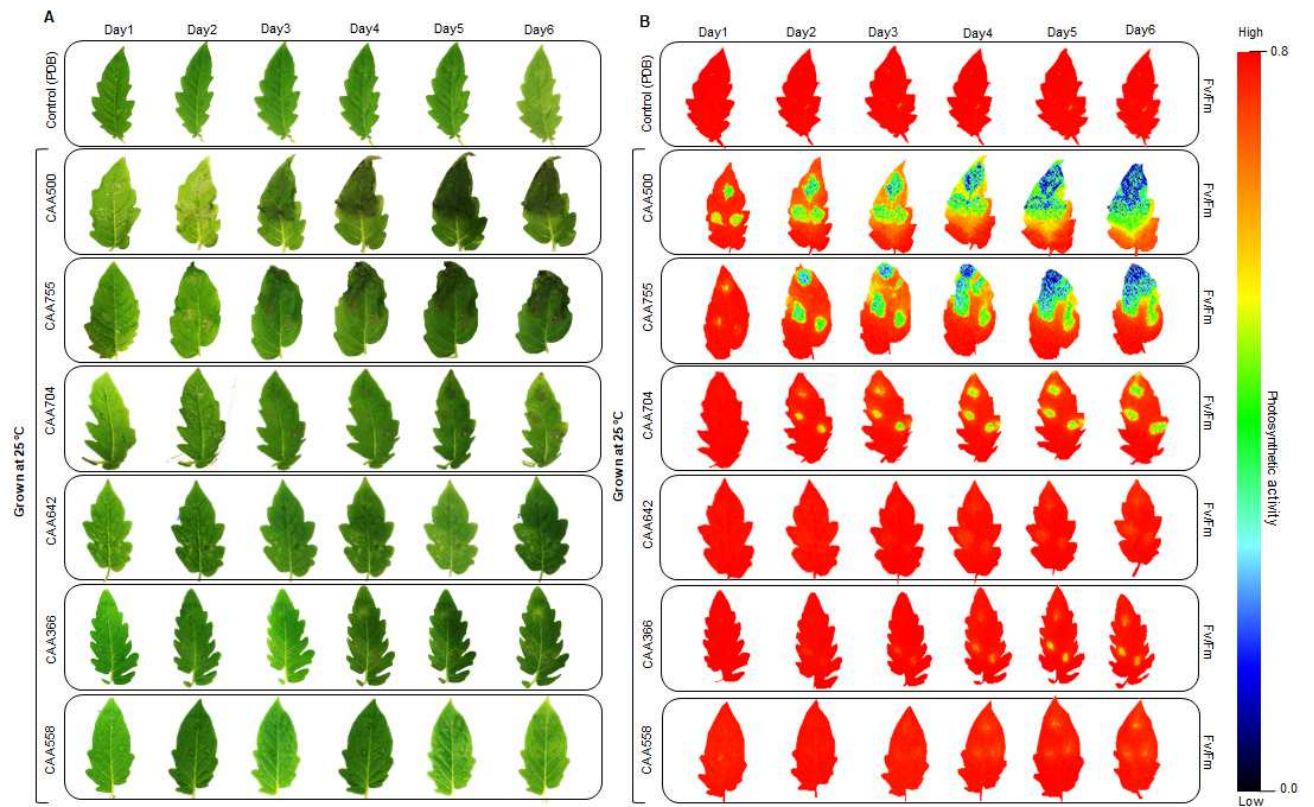 A
Day1 Day2 Day3 Day4 Day5 Day6
Control (PDB)
Grown at 25 °C
CAA500
CAA755
CAA704
CAA642
CAA366
CAA558
B
Day1 Day2 Day3 Day4 Day5 Day6
Control (PDB)
Fv/Fm
Grown at 25 °C
CAA500
Fv/Fm
CAA755
Fv/Fm
CAA704
Fv/Fm
CAA642
Fv/Fm
CAA366
Fv/Fm
CAA558
Fv/Fm
High
0.8
Photosynthetic activity
0.0
Low